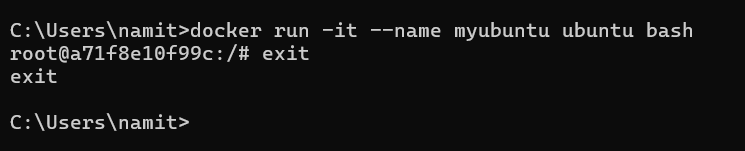 C:\Users\namit>docker run -it --name myubuntu ubuntu bash
root@a71f8e10f99c:/# exit
exit
C:\Users\namit>